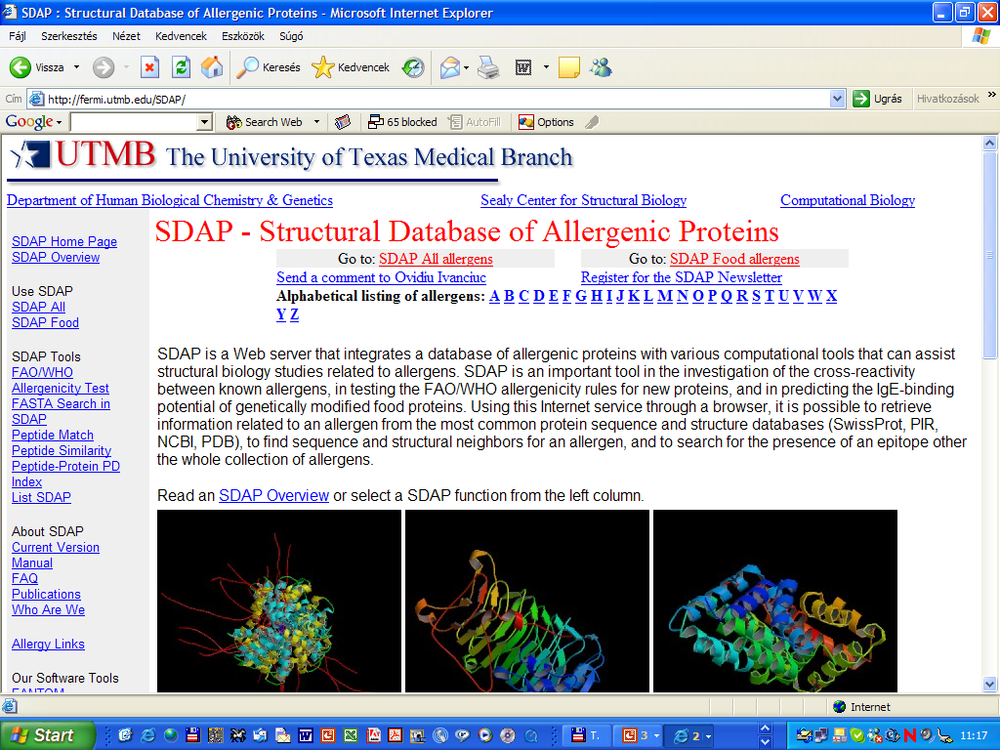 SDAP : Structural Database of Allergenic Proteins - Microsoft Internet Explorer
Fájl Szerkesztés Nézet Kedvencek Eszközök Súgó
Vissza Keresés Kedvencek
Cím http://fermi.utmb.edu/SDAP/ Ugrás Hivatkozások »
Google Search Web 65 blocked AutoFill Options
UTMB The University of Texas Medical Branch
Department of Human Biological Chemistry & Genetics Sealy Center for Structural Biology Computational Biology
SDAP Home Page
SDAP Overview
Use SDAP
SDAP All
SDAP Food
SDAP Tools
FAO/WHO
Allergenicity Test
FASTA Search in
SDAP
Peptide Match
Peptide Similarity
Peptide-Protein PD
Index
List SDAP
About SDAP
Current Version
Manual
FAQ
Publications
Who Are We
Allergy Links
Our Software Tools
FANTOM
SDAP - Structural Database of Allergenic Proteins
Go to: SDAP All allergens Go to: SDAP Food allergens
Send a comment to Ovidiu Ivanciuc Register for the SDAP Newsletter
Alphabetical listing of allergens: A B C D E F G H I J K L M N O P Q R S T U V W X
Y Z
SDAP is a Web server that integrates a database of allergenic proteins with various computational tools that can assist
structural biology studies related to allergens. SDAP is an important tool in the investigation of the cross-reactivity
between known allergens, in testing the FAO/WHO allergenicity rules for new proteins, and in predicting the IgE-binding
potential of genetically modified food proteins. Using this Internet service through a browser, it is possible to retrieve
information related to an allergen from the most common protein sequence and structure databases (SwissProt, PIR,
NCBI, PDB), to find sequence and structural neighbors for an allergen, and to search for the presence of an epitope other
the whole collection of allergens.
Read an SDAP Overview or select a SDAP function from the left column.
Internet
Start T. 3 2 11:17